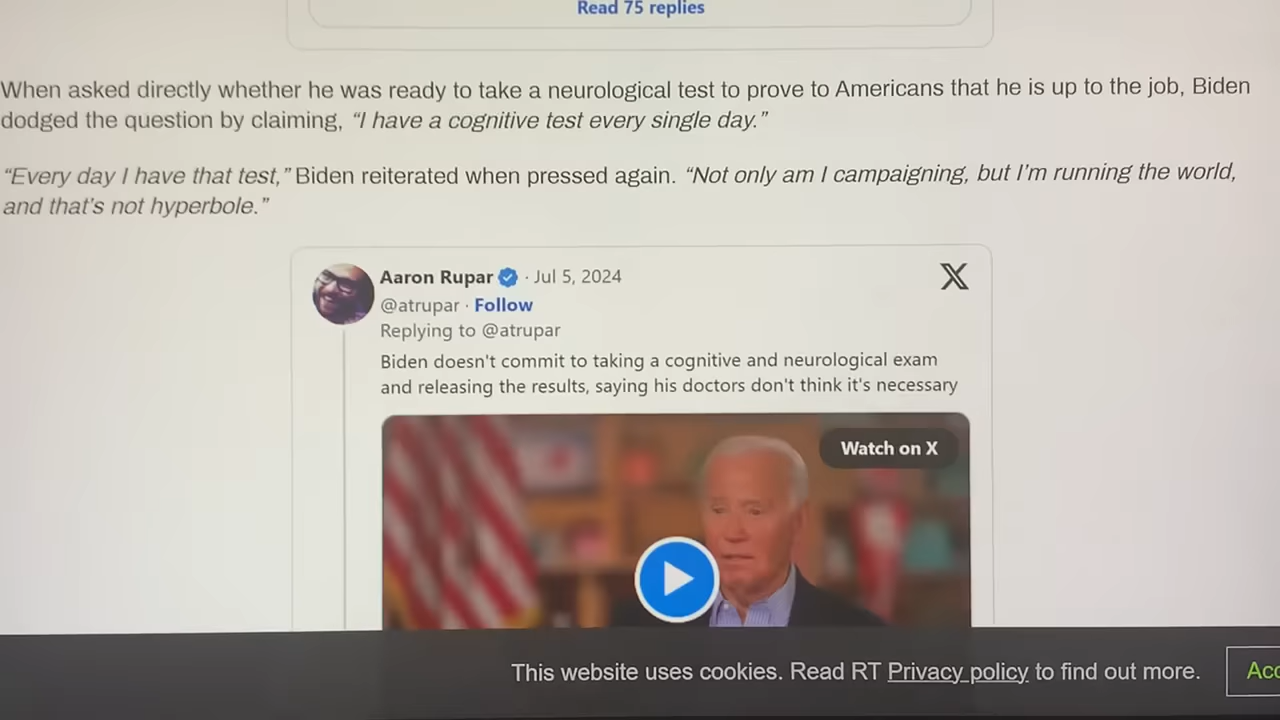 Read 75 replies
When asked directly whether he was ready to take a neurological test to prove to Americans that he is up to the job, Biden
dodged the question by claiming, “I have a cognitive test every single day.”
“Every day I have that test,” Biden reiterated when pressed again. “Not only am I campaigning, but I’m running the world,
and that’s not hyperbole.”
Aaron Rupar · Jul 5, 2024
@atrupar · Follow
Replying to @atrupar
Biden doesn't commit to taking a cognitive and neurological exam
and releasing the results, saying his doctors don't think it's necessary
Watch on X
This website uses cookies. Read RT Privacy policy to find out more.
Acc